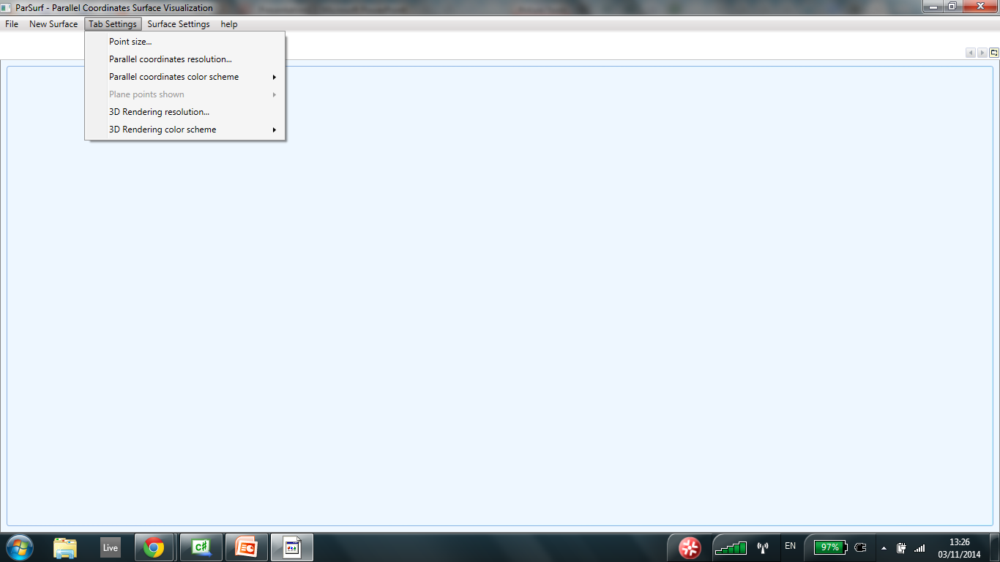 ParSurf - Parallel Coordinates Surface Visualization
File New Surface Tab Settings Surface Settings help
Point size...
Parallel coordinates resolution...
Parallel coordinates color scheme
Plane points shown
3D Rendering resolution...
3D Rendering color scheme
Live
C#
EN
97%
13:26
03/11/2014